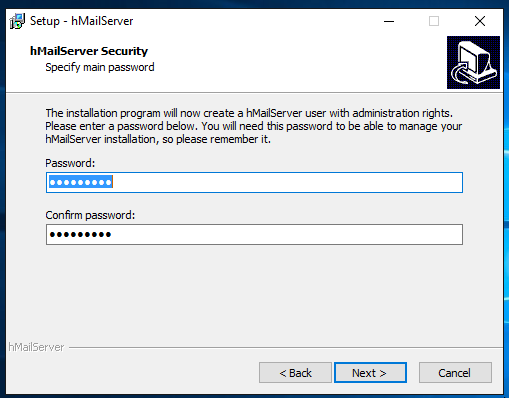 Setup - hMailServer
hMailServer Security
Specify main password
The installation program will now create a hMailServer user with administration rights.
Please enter a password below. You will need this password to be able to manage your
hMailServer installation, so please remember it.
Password:
●●●●●●●●●
Confirm password:
●●●●●●●●●
hMailServer
< Back
Next >
Cancel